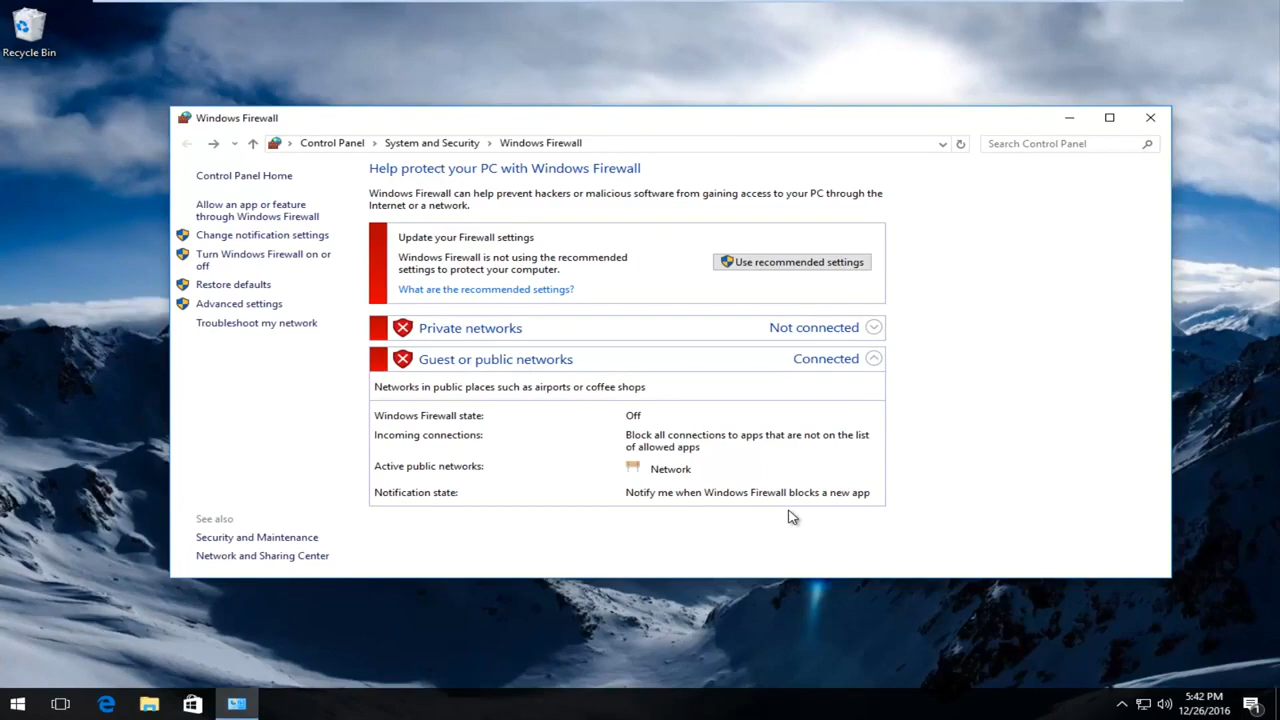 Recycle Bin
Windows Firewall
Control Panel > System and Security > Windows Firewall
Search Control Panel
Control Panel Home
Allow an app or feature
through Windows Firewall
Change notification settings
Turn Windows Firewall on or
off
Restore defaults
Advanced settings
Troubleshoot my network
See also
Security and Maintenance
Network and Sharing Center
Help protect your PC with Windows Firewall
Windows Firewall can help prevent hackers or malicious software from gaining access to your PC through the
Internet or a network.
Update your Firewall settings
Windows Firewall is not using the recommended
settings to protect your computer.
Use recommended settings
What are the recommended settings?
Private networks Not connected
Guest or public networks Connected
Networks in public places such as airports or coffee shops
Windows Firewall state: Off
Incoming connections: Block all connections to apps that are not on the list
of allowed apps
Active public networks: Network
Notification state: Notify me when Windows Firewall blocks a new app
5:42 PM
12/26/2016
1